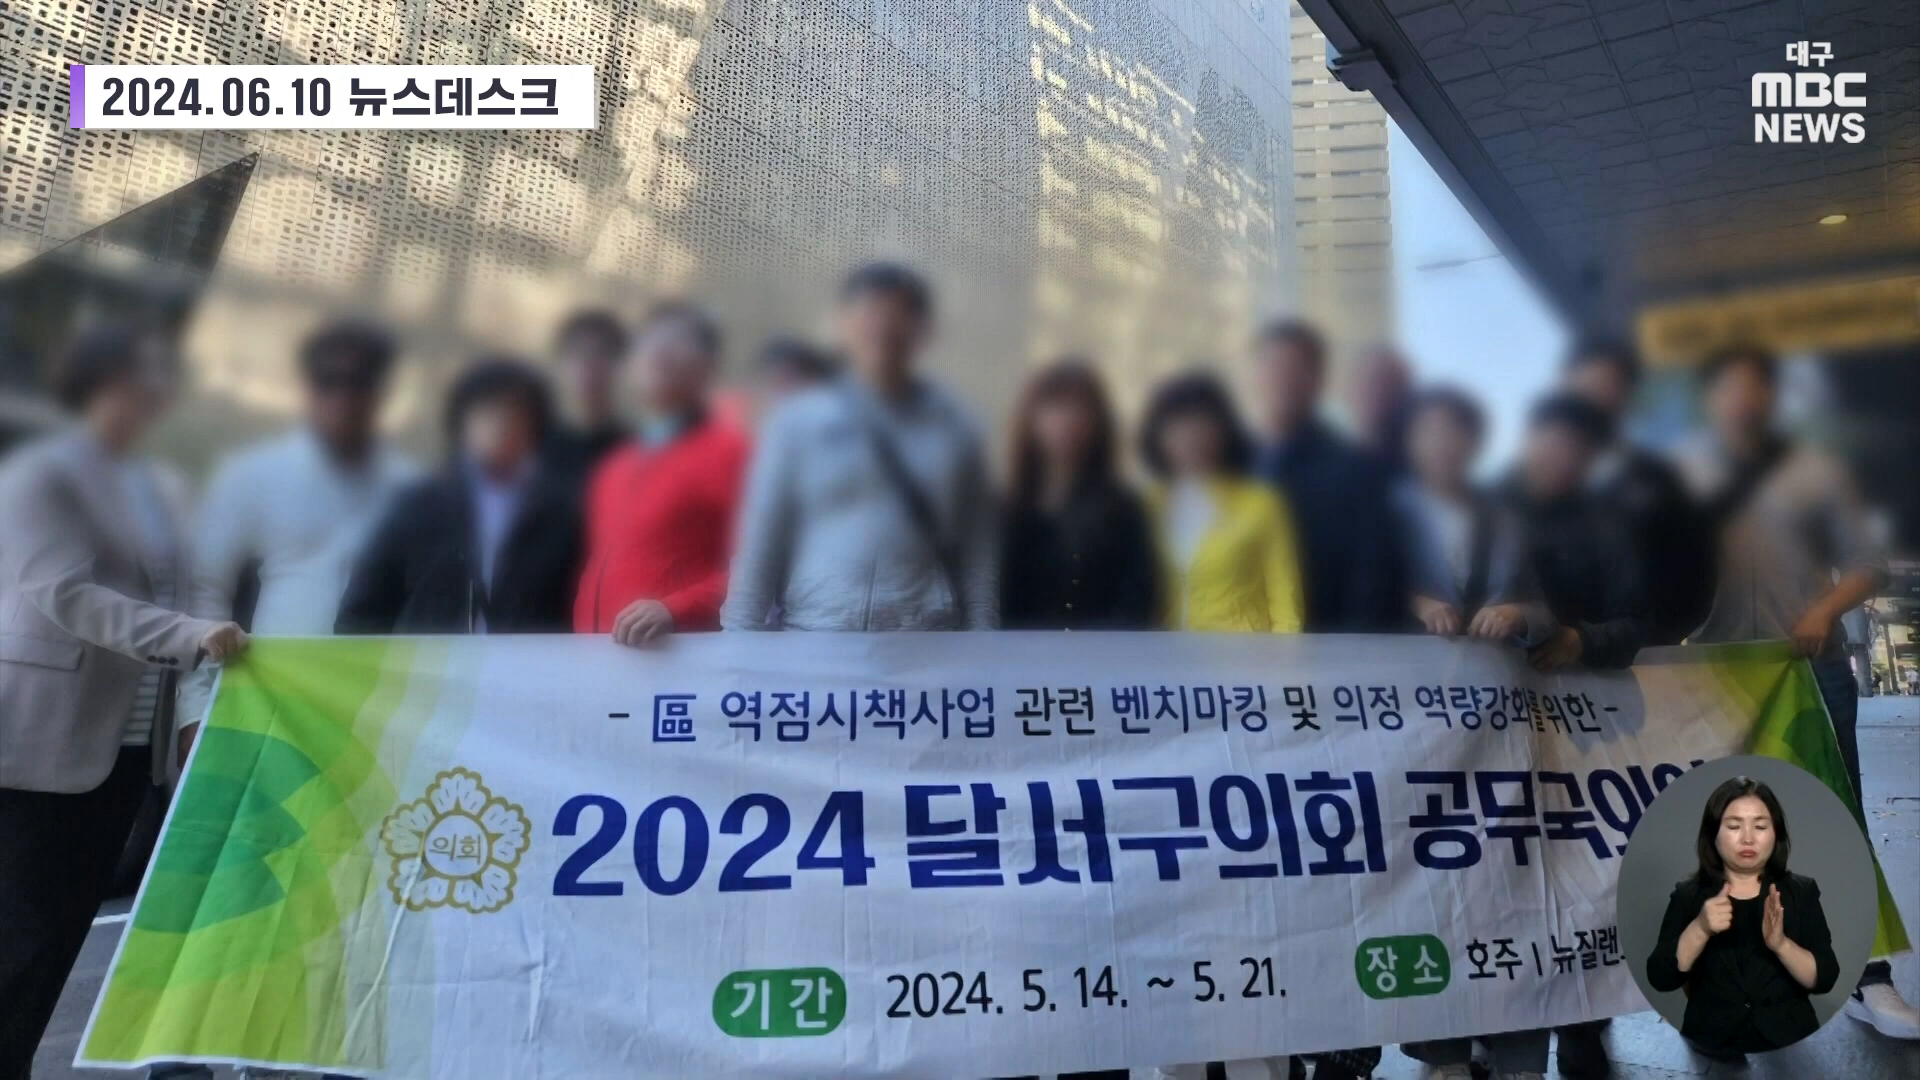 2024.06.10 뉴스데스크
대구
MBC
NEWS
- 區 역점시책사업 관련 벤치마킹 및 의정 역량강화를위한 -
의회
2024 달서구의회 공무국외
기간 2024. 5. 14. ~ 5. 21. 장소 호주 | 뉴질랜